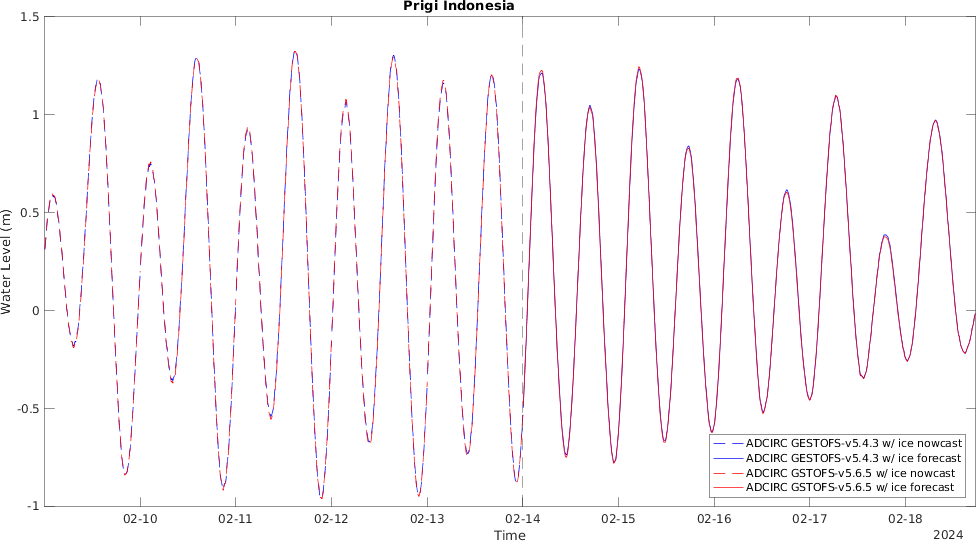 Prigi Indonesia
1.5
1
0.5
0
-0.5
-1
Water Level (m)
ADCIRC GESTOFS-v5.4.3 w/ ice nowcast
ADCIRC GESTOFS-v5.4.3 w/ ice forecast
ADCIRC GSTOFS-v5.6.5 w/ ice nowcast
ADCIRC GSTOFS-v5.6.5 w/ ice forecast
02-10 02-11 02-12 02-13 02-14 02-15 02-16 02-17 02-18
Time
2024